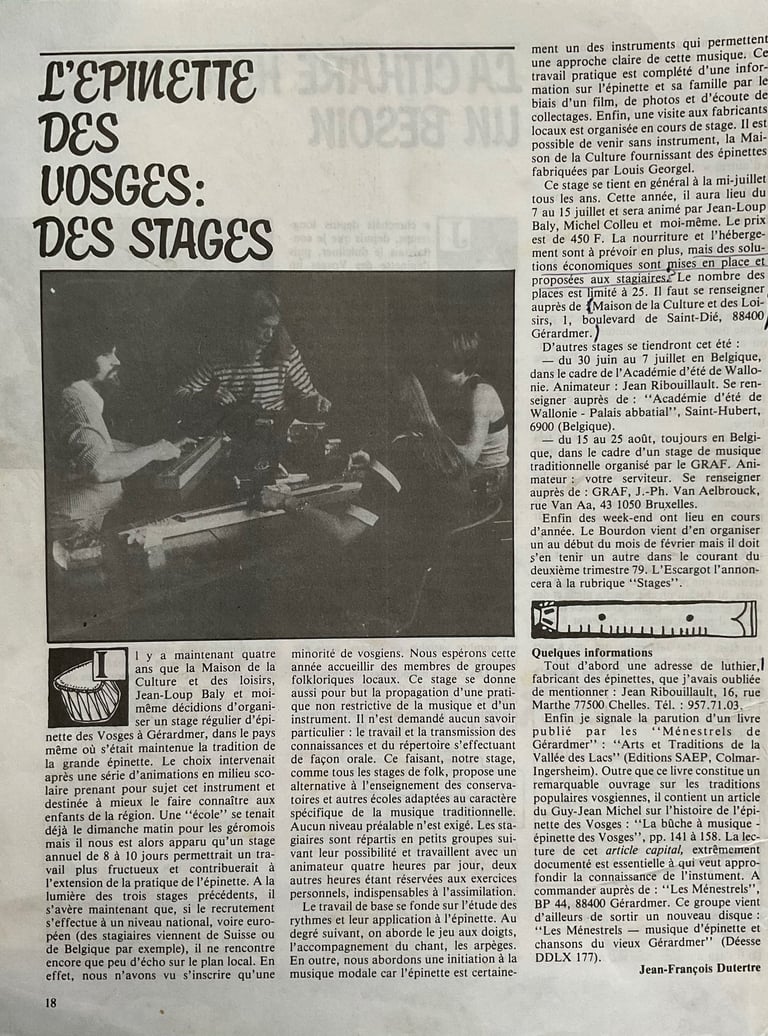 L'EPINETTE
DES
VOSGES:
DES STAGES
I l y a maintenant quatre
ans que la Maison de la
Culture et des loisirs,
Jean-Loup Baly et moi-
même décidions d'organi-
ser un stage régulier d'épi-
nette des Vosges à Gérardmer, dans le pays
même où s'était maintenue la tradition de
la grande épinette. Le choix intervenait
après une série d'animations en milieu sco-
laire prenant pour sujet cet instrument et
destinée à mieux le faire connaître aux
enfants de la région. Une "école" se tenait
déjà le dimanche matin pour les géromois
mais il nous est alors apparu qu'un stage
annuel de 8 à 10 jours permettrait un tra-
vail plus fructueux et contribuerait à
l'extension de la pratique de l'épinette. A la
lumière des trois stages précédents, il
s'avère maintenant que, si le recrutement
s'effectue à un niveau national, voire euro-
péen (des stagiaires viennent de Suisse ou
de Belgique par exemple), il ne rencontre
encore que peu d'écho sur le plan local. En
effet, nous n'avons vu s'inscrire qu'une
minorité de vosgiens. Nous espérons cette
année accueillir des membres de groupes
folkloriques locaux. Ce stage se donne
aussi pour but la propagation d'une prati-
que non restrictive de la musique et d'un
instrument. Il n'est demandé aucun savoir
particulier : le travail et la transmission des
connaissances et du répertoire s'effectuant
de façon orale. Ce faisant, notre stage,
comme tous les stages de folk, propose une
alternative à l'enseignement des conserva-
toires et autres écoles adaptées au caractère
spécifique de la musique traditionnelle.
Aucun niveau préalable n'est exigé. Les sta-
giaires sont répartis en petits groupes sui-
vant leur possibilité et travaillent avec un
animateur quatre heures par jour, deux
autres heures étant réservées aux exercices
personnels, indispensables à l'assimilation.
Le travail de base se fonde sur l'étude des
rythmes et leur application à l'épinette. Au
degré suivant, on aborde le jeu aux doigts,
l'accompagnement du chant, les arpèges.
En outre, nous abordons une initiation à la
musique modale car l'épinette est certaine-
ment un des instruments qui permettent
une approche claire de cette musique. Ce
travail pratique est complété d'une infor-
mation sur l'épinette et sa famille par le
biais d'un film, de photos et d'écoute de
collectages. Enfin, une visite aux fabricants
locaux est organisée en cours de stage. Il est
possible de venir sans instrument, la Mai-
son de la Culture fournissant des épinettes
fabriquées par Louis Georgel.
Ce stage se tient en général à la mi-juillet
tous les ans. Cette année, il aura lieu du
7 au 15 juillet et sera animé par Jean-Loup
Baly, Michel Colleu et moi-même. Le prix
est de 450 F. La nourriture et l'héberge-
ment sont à prévoir en plus, mais des solu-
tions économiques sont mises en place et
proposées aux stagiaires. Le nombre des
places est limité à 25. Il faut se renseigner
auprès de (Maison de la Culture et des Loi-
sirs, 1, boulevard de Saint-Dié, 88400
Gérardmer.)
D'autres stages se tiendront cet été :
— du 30 juin au 7 juillet en Belgique,
dans le cadre de l'Académie d'été de Wallo-
nie. Animateur : Jean Ribouillault. Se ren-
seigner auprès de : "Académie d'été de
Wallonie - Palais abbatial", Saint-Hubert,
6900 (Belgique).
— du 15 au 25 août, toujours en Belgi-
que, dans le cadre d'un stage de musique
traditionnelle organisé par le GRAF. Ani-
mateur : votre serviteur. Se renseigner
auprès de : GRAF, J.-Ph. Van Aelbrouck,
rue Van Aa, 43 1050 Bruxelles.
Enfin des week-end ont lieu en cours
d'année. Le Bourdon vient d'en organiser
un au début du mois de février mais il doit
s'en tenir un autre dans le courant du
deuxième trimestre 79. L'Escargot l'annon-
cera à la rubrique "Stages".
Quelques informations
Tout d'abord une adresse de luthier,
fabricant des épinettes, que j'avais oubliée
de mentionner : Jean Ribouillault, 16, rue
Marthe 77500 Chelles. Tél. : 957.71.03.
Enfin je signale la parution d'un livre
publié par les "Ménestrels de
Gérardmer" : "Arts et Traditions de la
Vallée des Lacs" (Editions SAEP, Colmar-
Ingersheim). Outre que ce livre constitue un
remarquable ouvrage sur les traditions
populaires vosgiennes, il contient un article
du Guy-Jean Michel sur l'histoire de l'épi-
nette des Vosges : "La bûche à musique -
épinette des Vosges", pp. 141 à 158. La lec-
ture de cet article capital, extrêmement
documenté est essentielle à qui veut appro-
fondir la connaissance de l'instument. A
commander auprès de : "Les Ménestrels",
BP 44, 88400 Gérardmer. Ce groupe vient
d'ailleurs de sortir un nouveau disque :
"Les Ménestrels — musique d'épinette et
chansons du vieux Gérardmer" (Déesse
DDLX 177).
Jean-François Dutertre
18